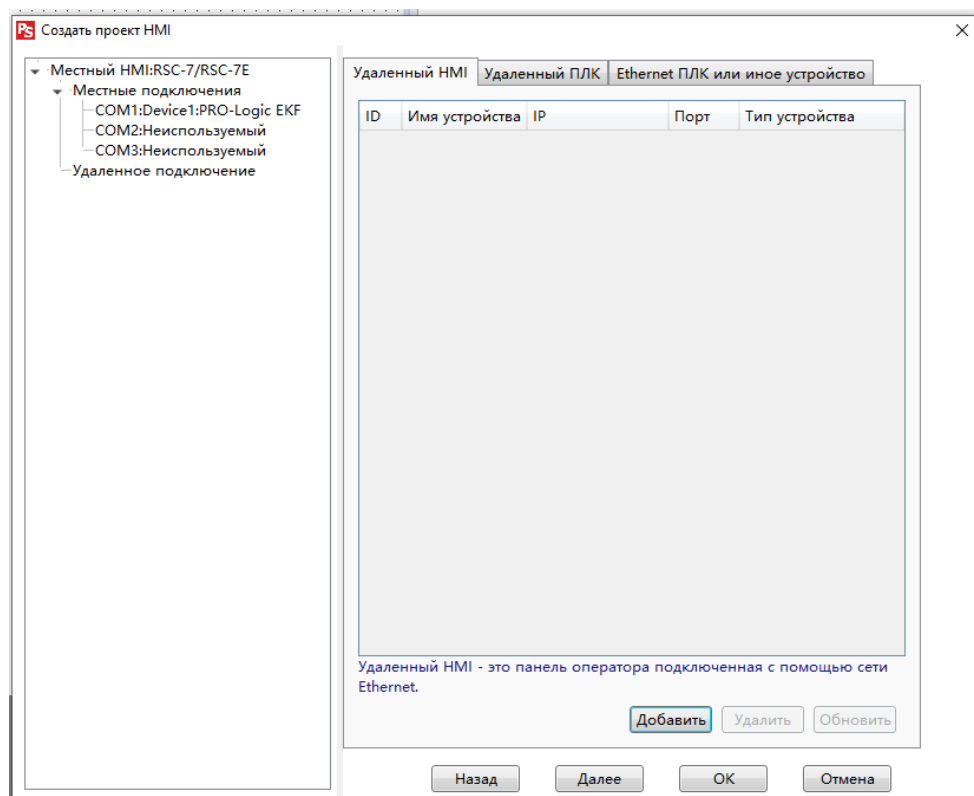 PS Создать проект HMI
Местный HMI:RSC-7/RSC-7E
Местные подключения
COM1:Device1:PRO-Logic EKF
COM2:Неиспользуемый
COM3:Неиспользуемый
Удаленное подключение
Удаленный HMI Удаленный ПЛК Ethernet ПЛК или иное устройство
ID Имя устройства IP Порт Тип устройства
Удаленный HMI - это панель оператора подключенная с помощью сети
Ethernet.
Добавить Удалить Обновить
Назад Далее OK Отмена